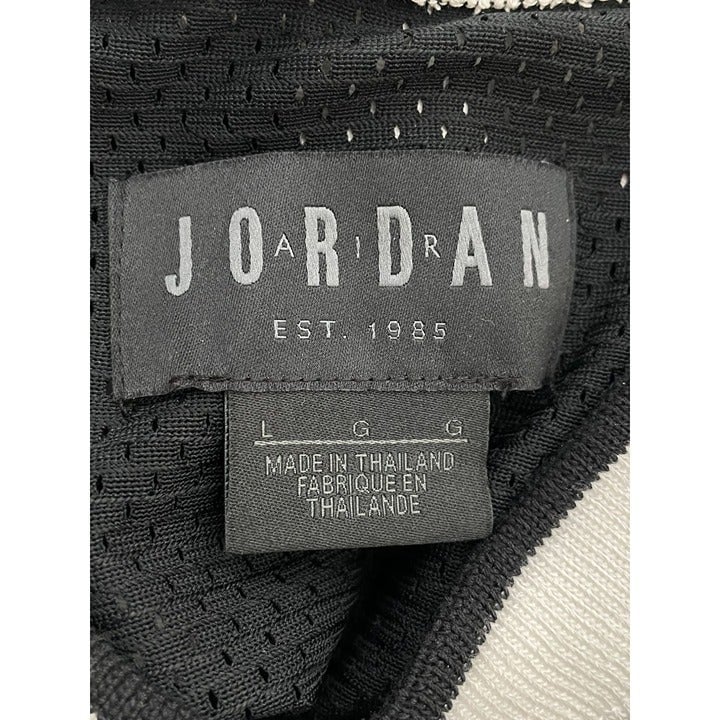 JORDAN
AIR
EST. 1985
L G G
MADE IN THAILAND
FABRIQUE EN
THAILANDE